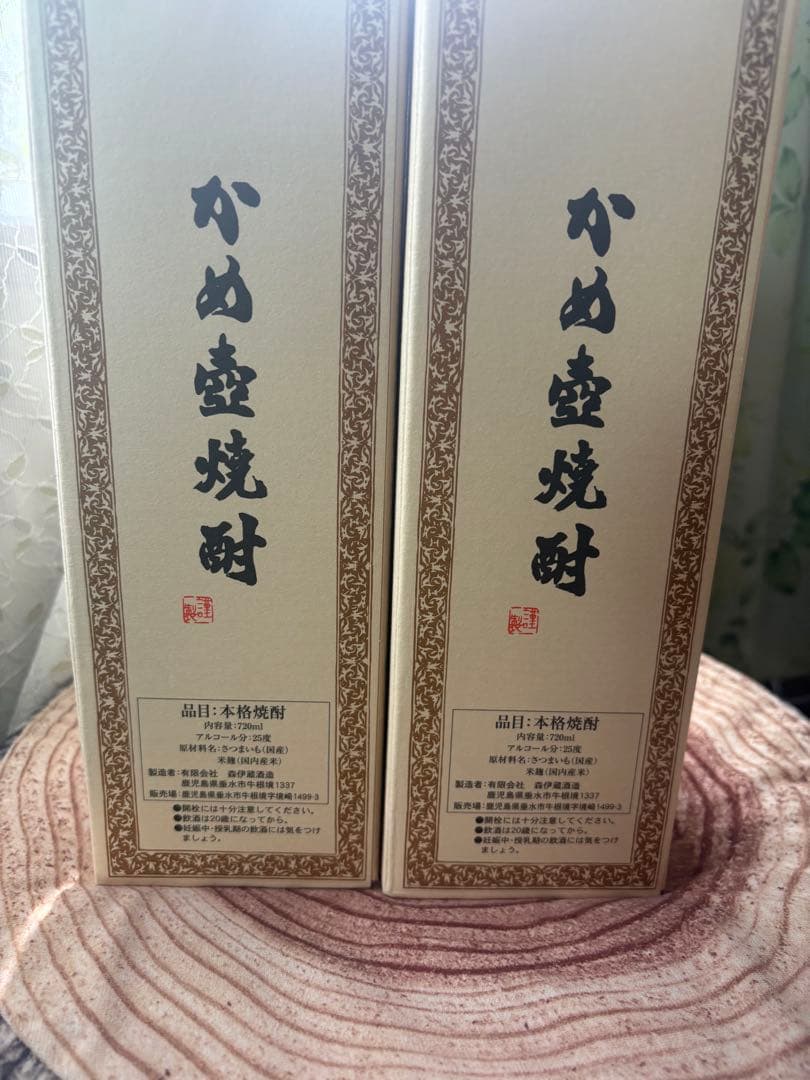 かめ壺焼酎
謹製
品目:本格焼酎
内容量:720ml
アルコール分:25度
原材料名:さつまいも(国産)
米麹(国内産米)
製造者:有限会社 森伊蔵酒造
鹿児島県垂水市牛根境1337
販売場:鹿児島県垂水市牛根境字境崎1499-3
●開栓には十分注意してください。
●飲酒は20歳になってから。
●妊娠中・授乳期の飲酒には気をつけ
ましょう。
かめ壺焼酎
謹製
品目:本格焼酎
内容量:720ml
アルコール分:25度
原材料名:さつまいも(国産)
米麹(国内産米)
製造者:有限会社 森伊蔵酒造
鹿児島県垂水市牛根境1337
販売場:鹿児島県垂水市牛根境字境崎1499-3
●開栓には十分注意してください。
●飲酒は20歳になってから。
●妊娠中・授乳期の飲酒には気をつけ
ましょう。